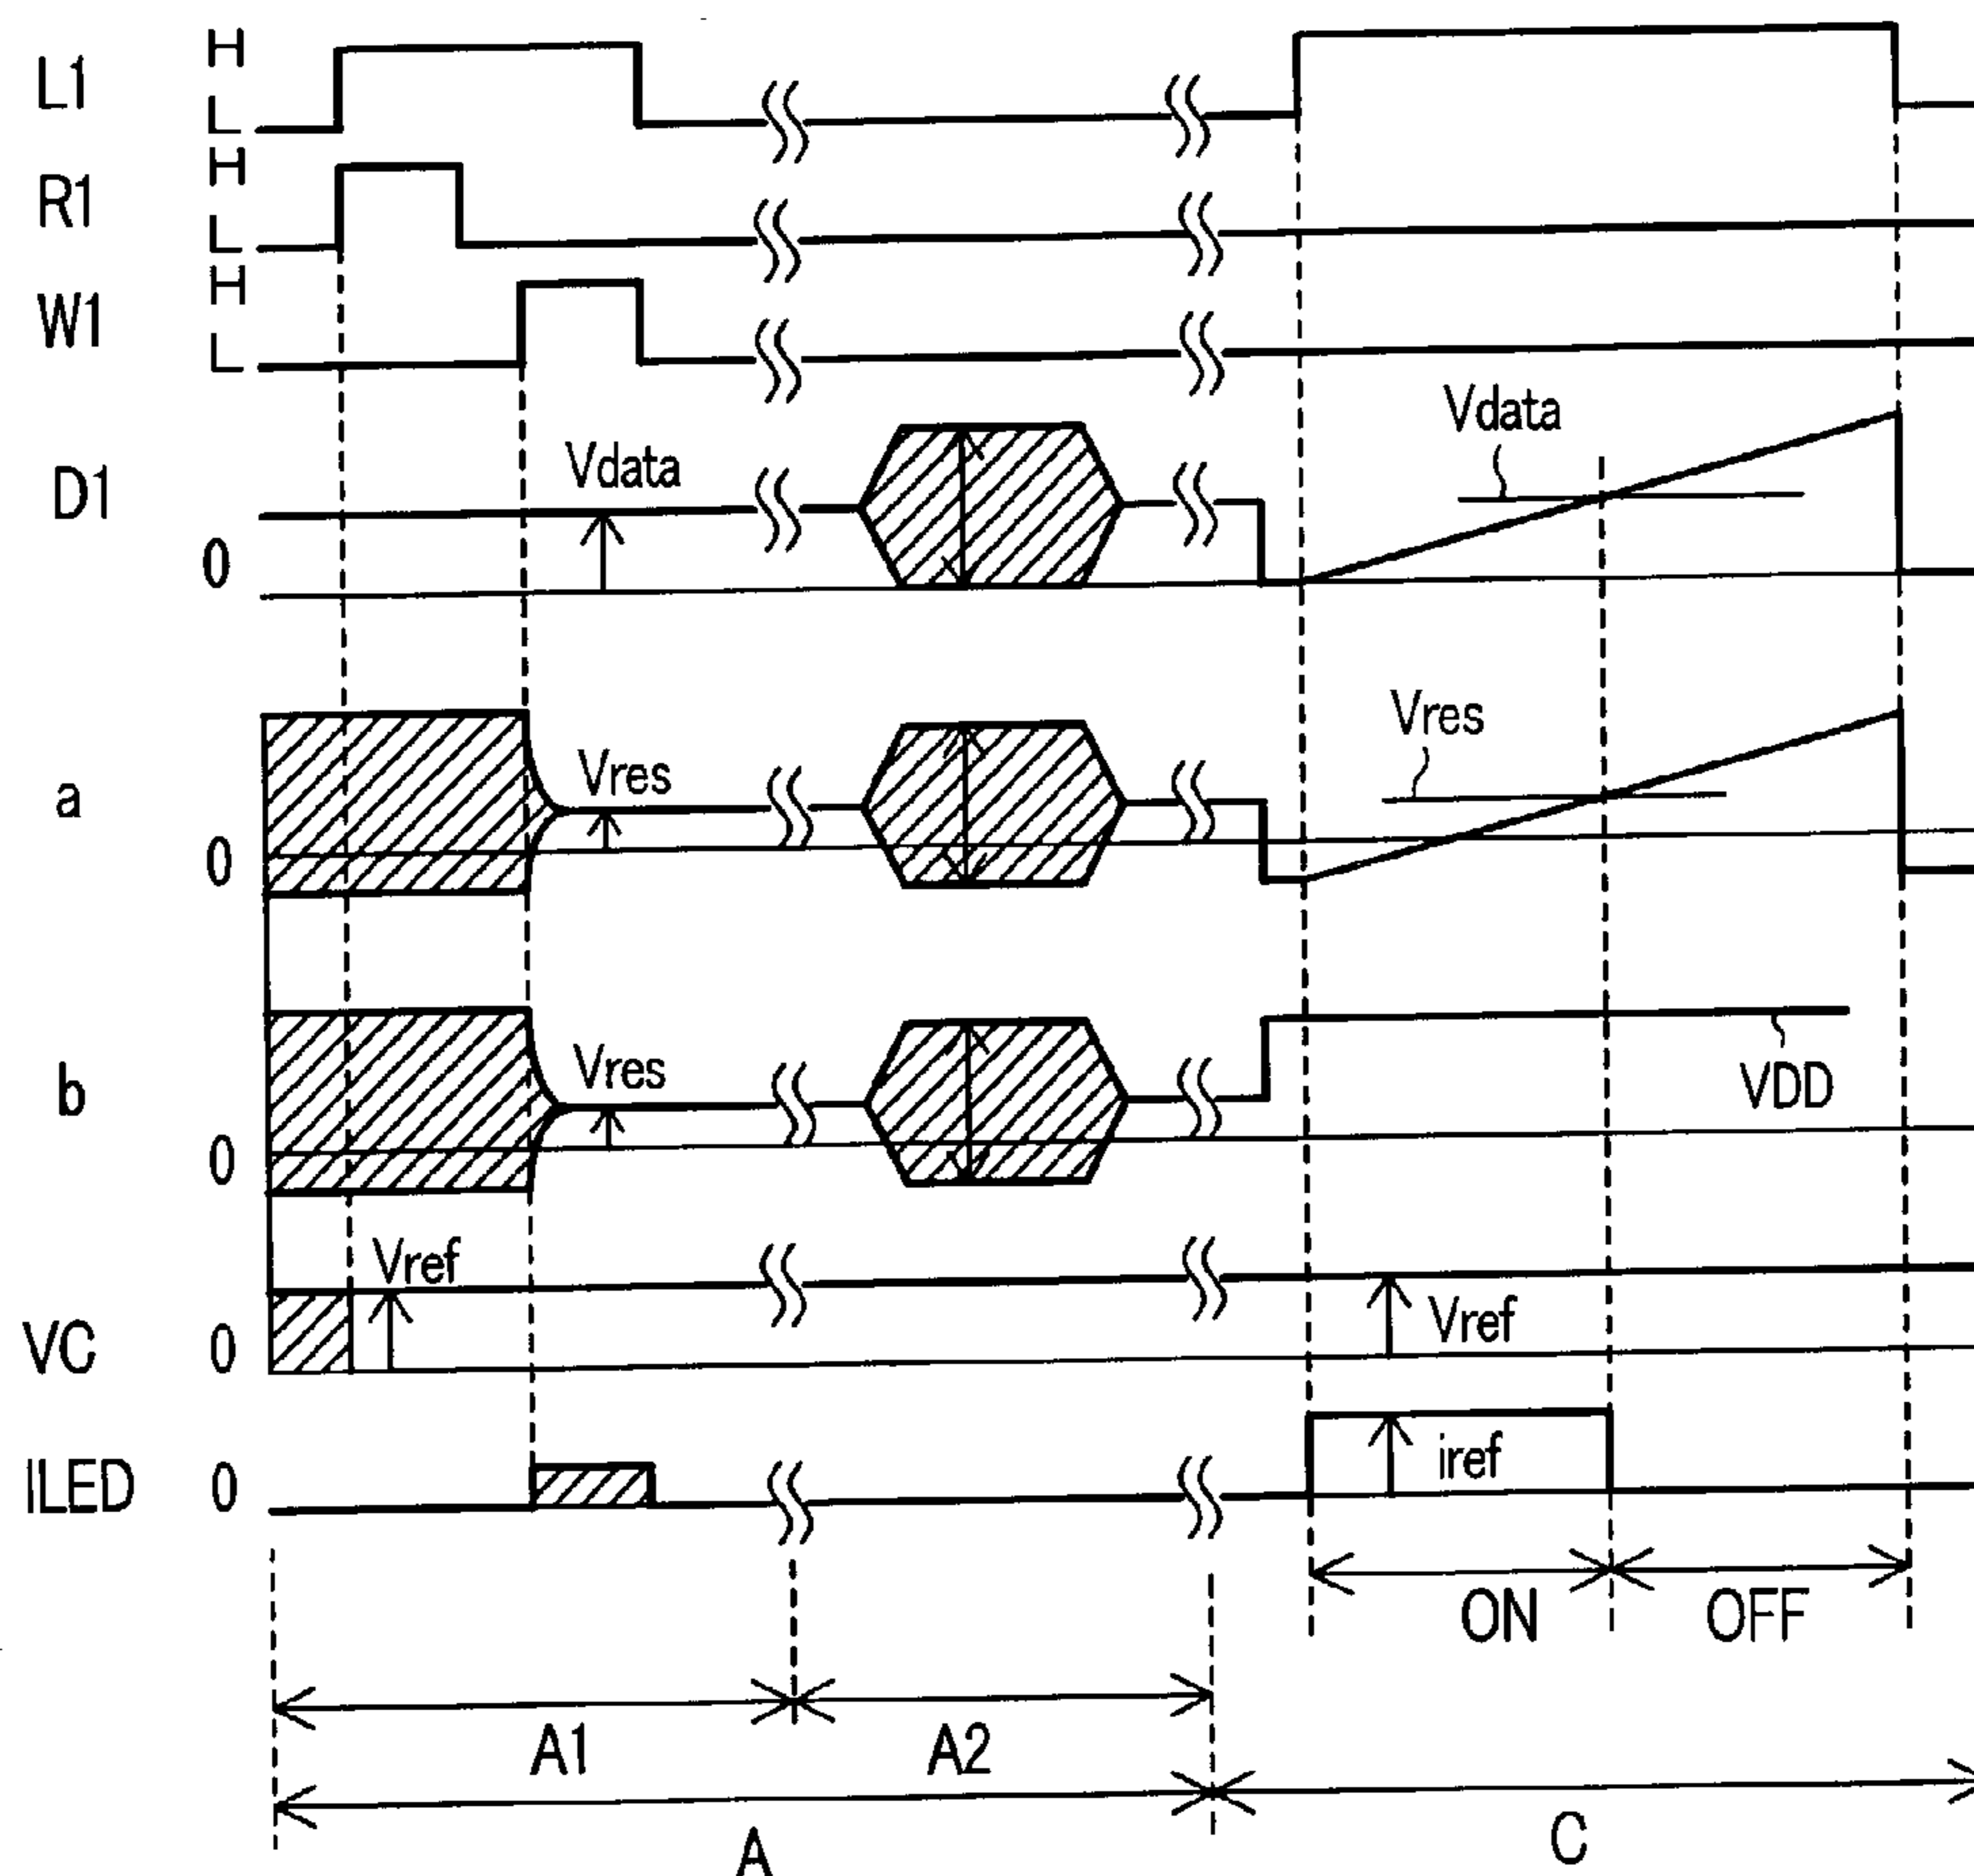 L1 H
L
R1 H
L
W1 H
L
D1 Vdata Vdata
0
a Vres Vres
0
b Vres VDD
0
Vref
VC 0 Vref
ILED 0 iref
ON OFF
A1 A2
A C